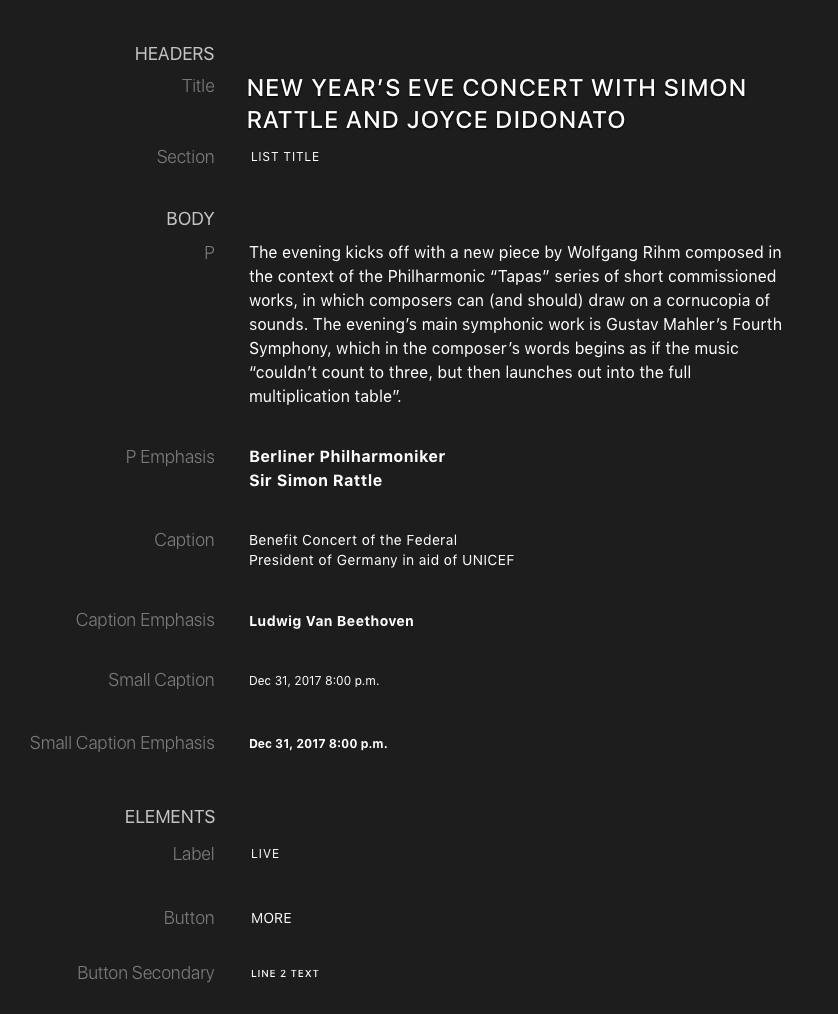 HEADERS
Title
NEW YEAR’S EVE CONCERT WITH SIMON
RATTLE AND JOYCE DIDONATO
Section
LIST TITLE
BODY
P
The evening kicks off with a new piece by Wolfgang Rihm composed in
the context of the Philharmonic “Tapas” series of short commissioned
works, in which composers can (and should) draw on a cornucopia of
sounds. The evening’s main symphonic work is Gustav Mahler’s Fourth
Symphony, which in the composer’s words begins as if the music
“couldn’t count to three, but then launches out into the full
multiplication table”.
P Emphasis
Berliner Philharmoniker
Sir Simon Rattle
Caption
Benefit Concert of the Federal
President of Germany in aid of UNICEF
Caption Emphasis
Ludwig Van Beethoven
Small Caption
Dec 31, 2017 8:00 p.m.
Small Caption Emphasis
Dec 31, 2017 8:00 p.m.
ELEMENTS
Label
LIVE
Button
MORE
Button Secondary
LINE 2 TEXT